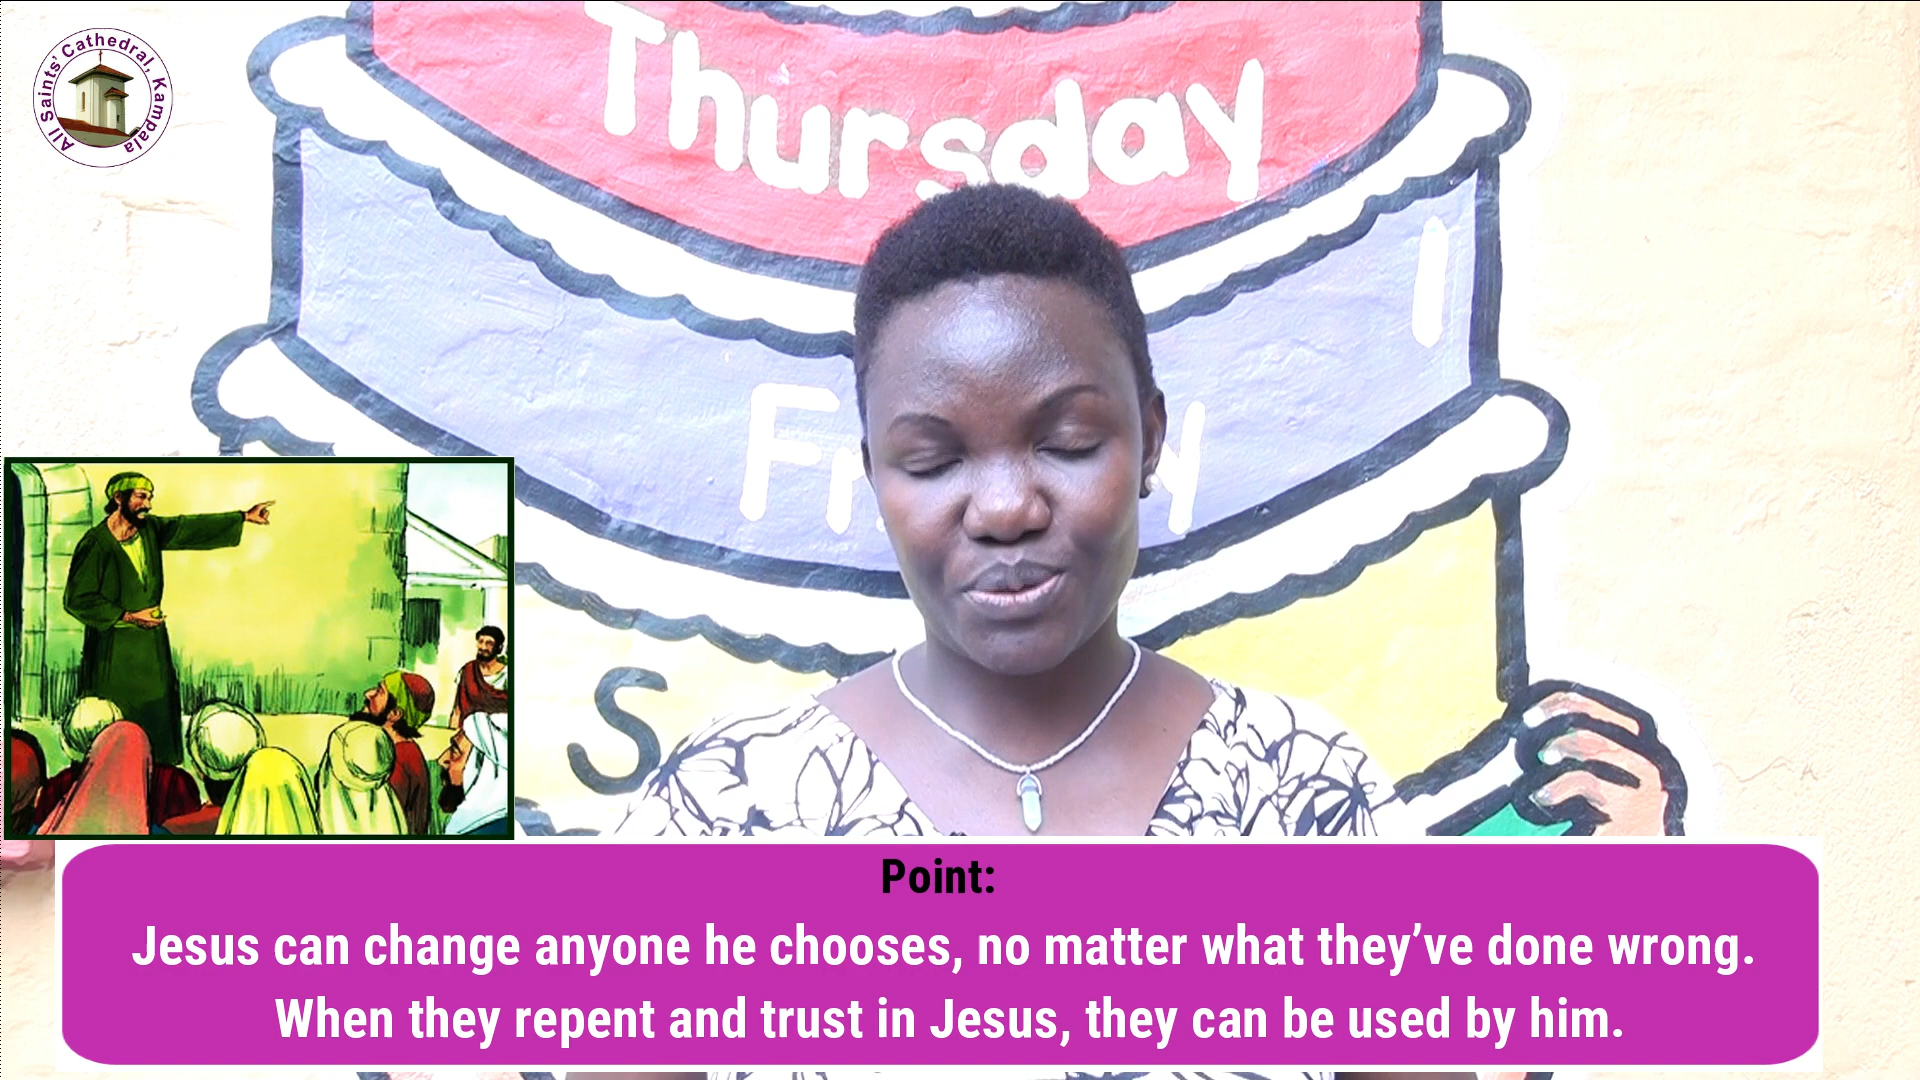 All Saints' Cathedral, Kampala
Thursday
S
Point:
Jesus can change anyone he chooses, no matter what they’ve done wrong.
When they repent and trust in Jesus, they can be used by him.